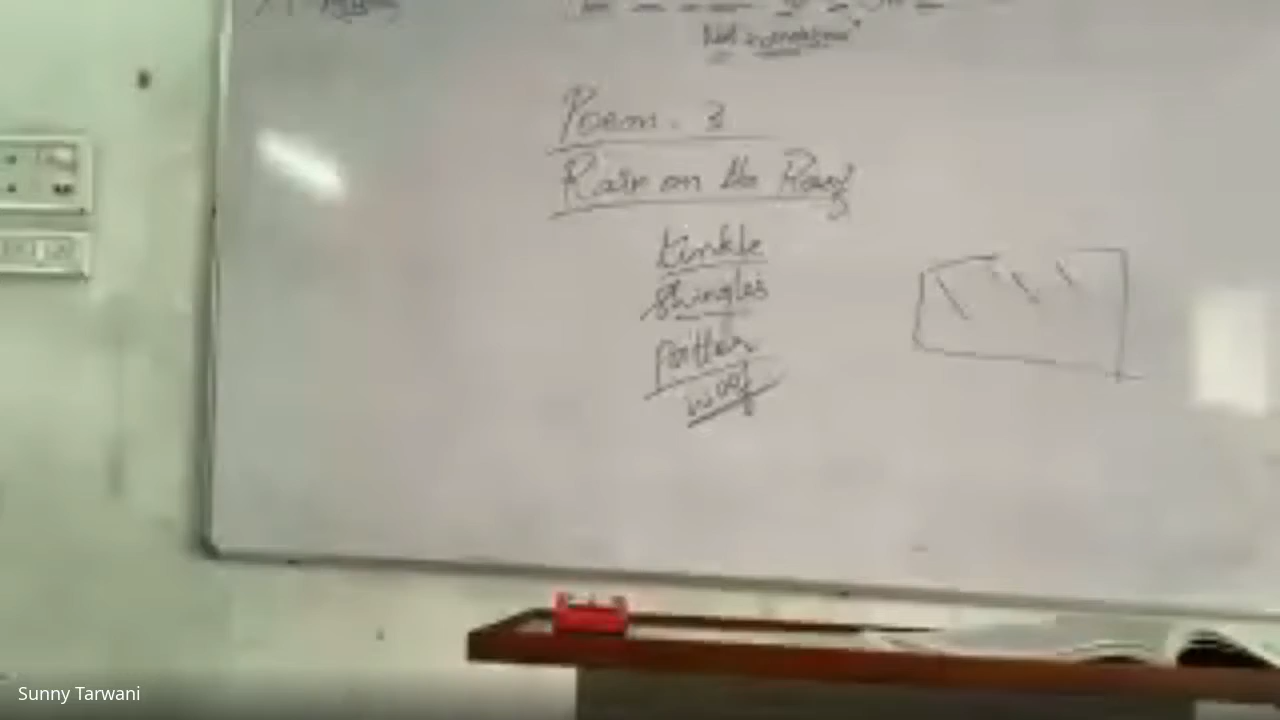 Poem. 3
Rain on the Roof
tinkle
shingles
patter
woof
Sunny Tarwani